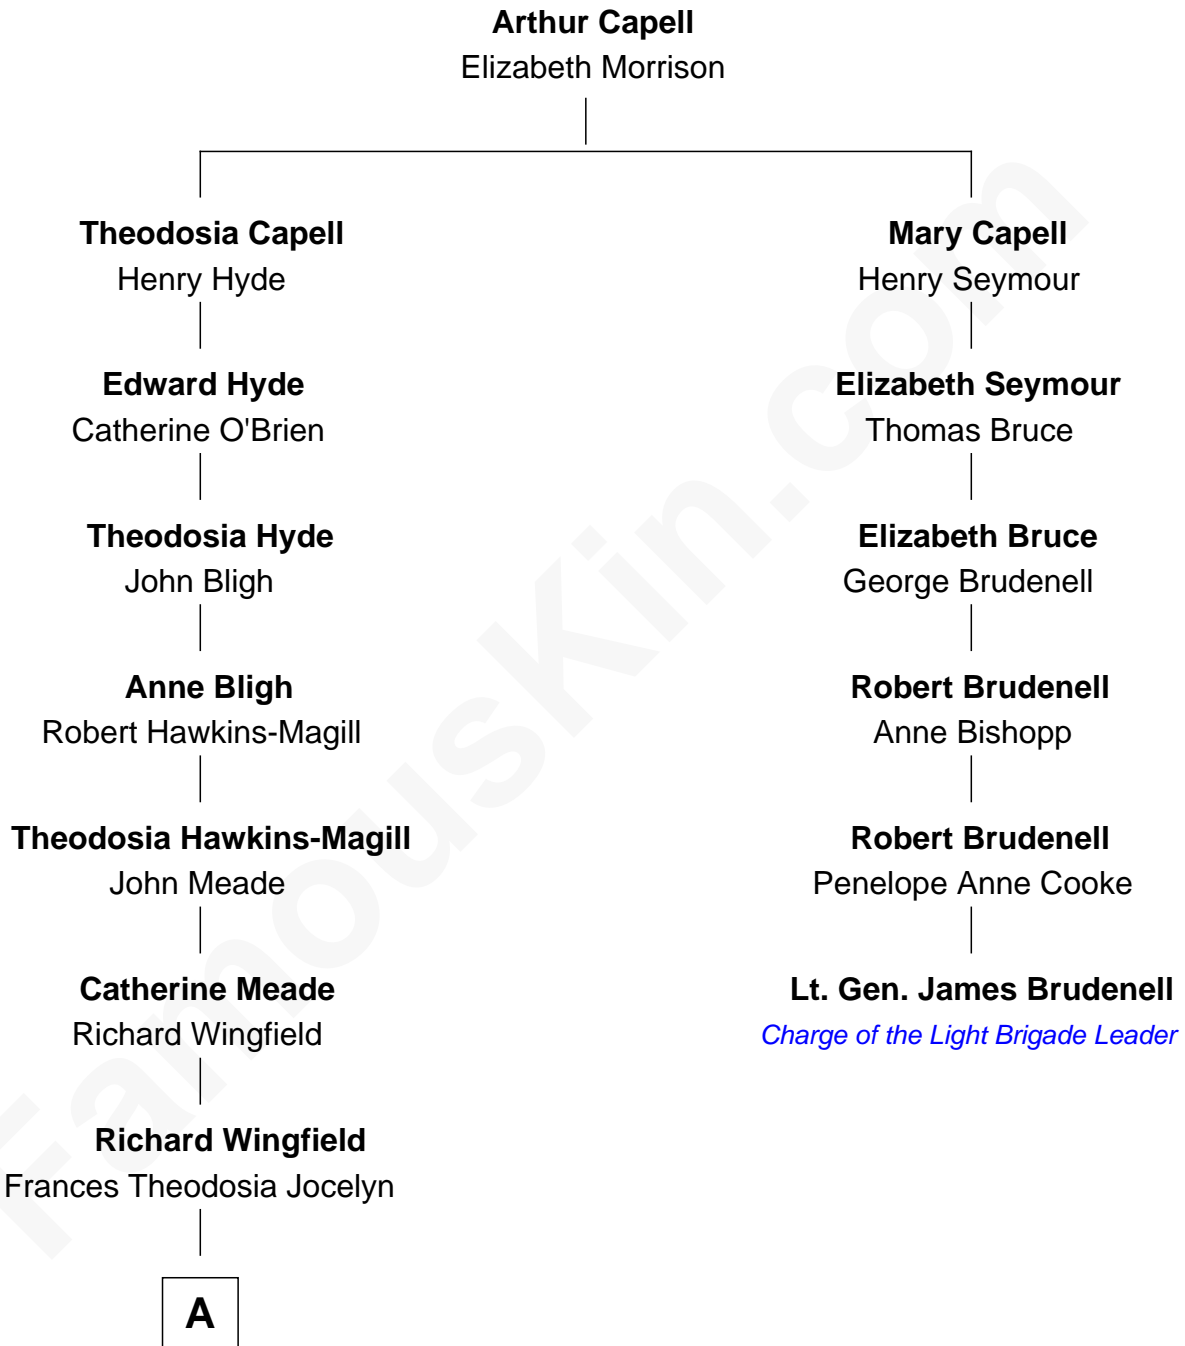 Arthur Capell
Elizabeth Morrison
Theodosia Capell
Henry Hyde
Mary Capell
Henry Seymour
Edward Hyde
Catherine O'Brien
Elizabeth Seymour
Thomas Bruce
Theodosia Hyde
John Bligh
Elizabeth Bruce
George Brudenell
Anne Bligh
Robert Hawkins-Magill
Robert Brudenell
Anne Bishopp
Theodosia Hawkins-Magill
John Meade
Robert Brudenell
Penelope Anne Cooke
Catherine Meade
Richard Wingfield
Lt. Gen. James Brudenell
Charge of the Light Brigade Leader
Richard Wingfield
Frances Theodosia Jocelyn
A
FamousKin.com